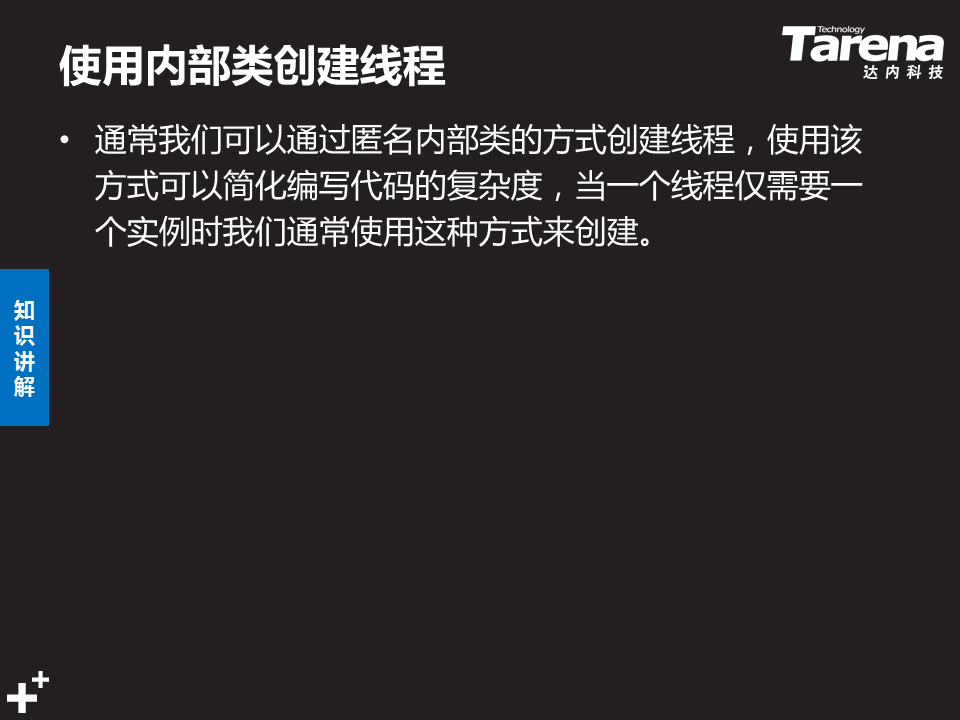 使用内部类创建线程
Technology
Tarena
达内科技
• 通常我们可以通过匿名内部类的方式创建线程，使用该
方式可以简化编写代码的复杂度，当一个线程仅需要一
个实例时我们通常使用这种方式来创建。
知
识
讲
解